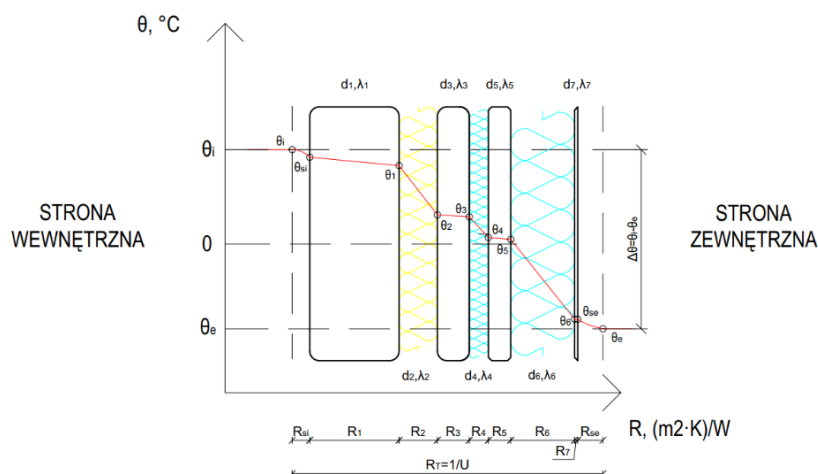 θ, °C
d1,λ1
d3,λ3
d5,λ5
d7,λ7
θi
θi
θsi
θ1
θ2
θ3
θ4
θ5
θ6
θse
θe
STRONA
WEWNĘTRZNA
0
θe
STRONA
ZEWNĘTRZNA
Δθ=θi-θe
d2,λ2
d4,λ4
d6,λ6
Rsi
R1
R2
R3
R4
R5
R6
Rse
R7
R, (m2·K)/W
RT=1/U